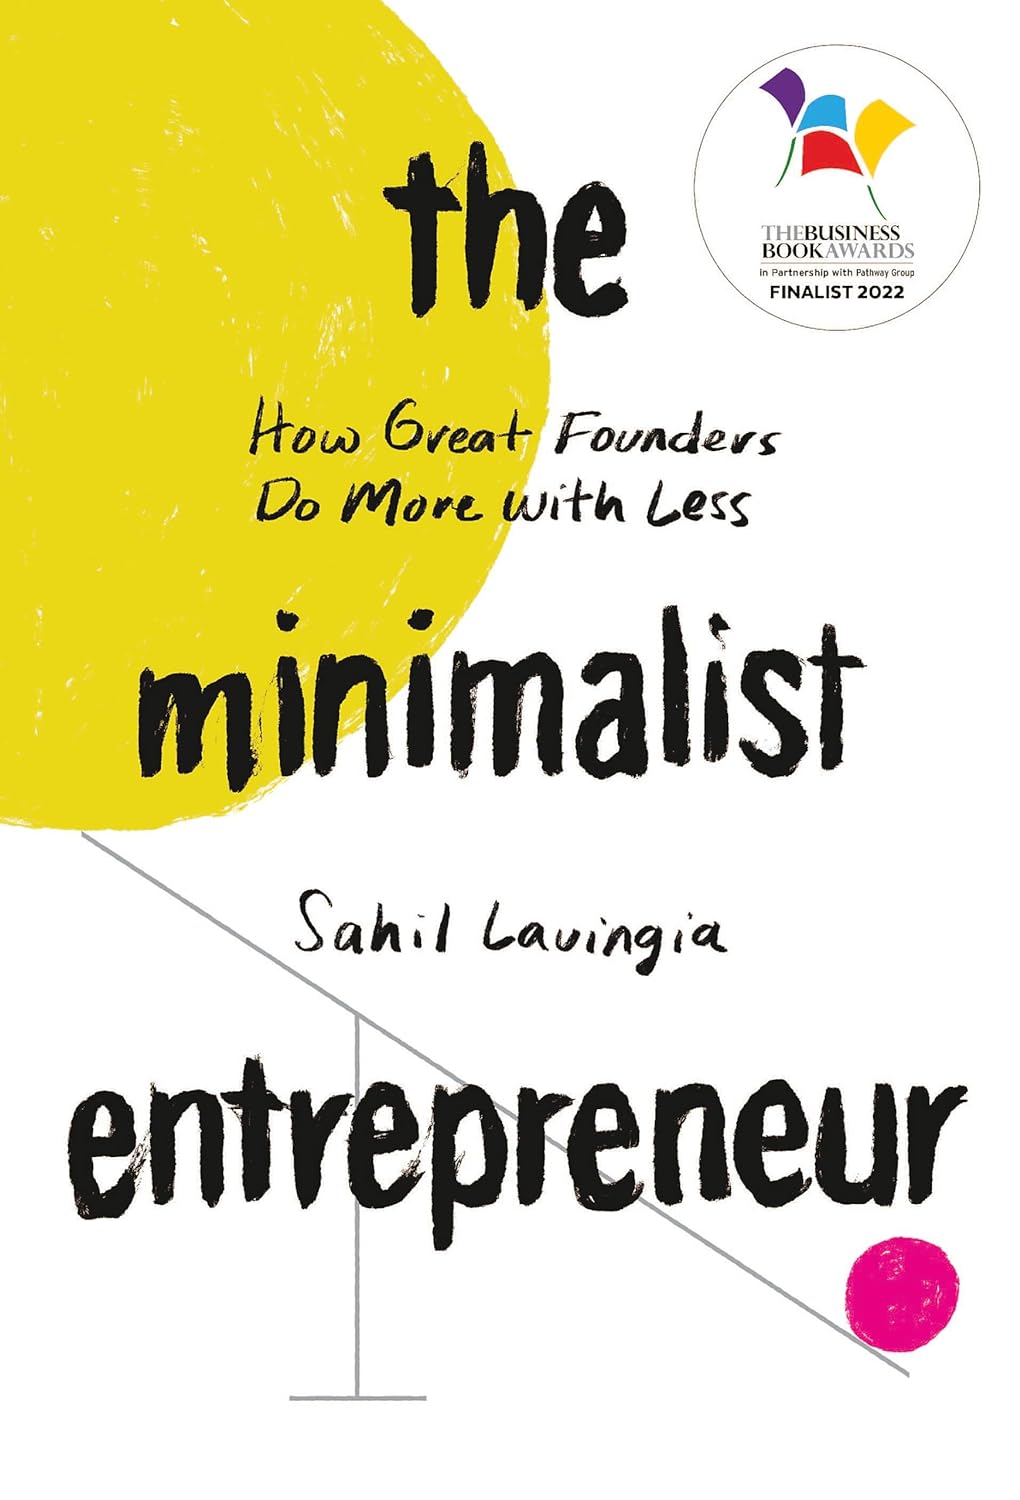 the
THEBUSINESS
BOOKAWARDS
in Partnership with Pathway Group
FINALIST 2022
How Great Founders
Do More with Less
minimalist
Sahil Lavingia
entrepreneur